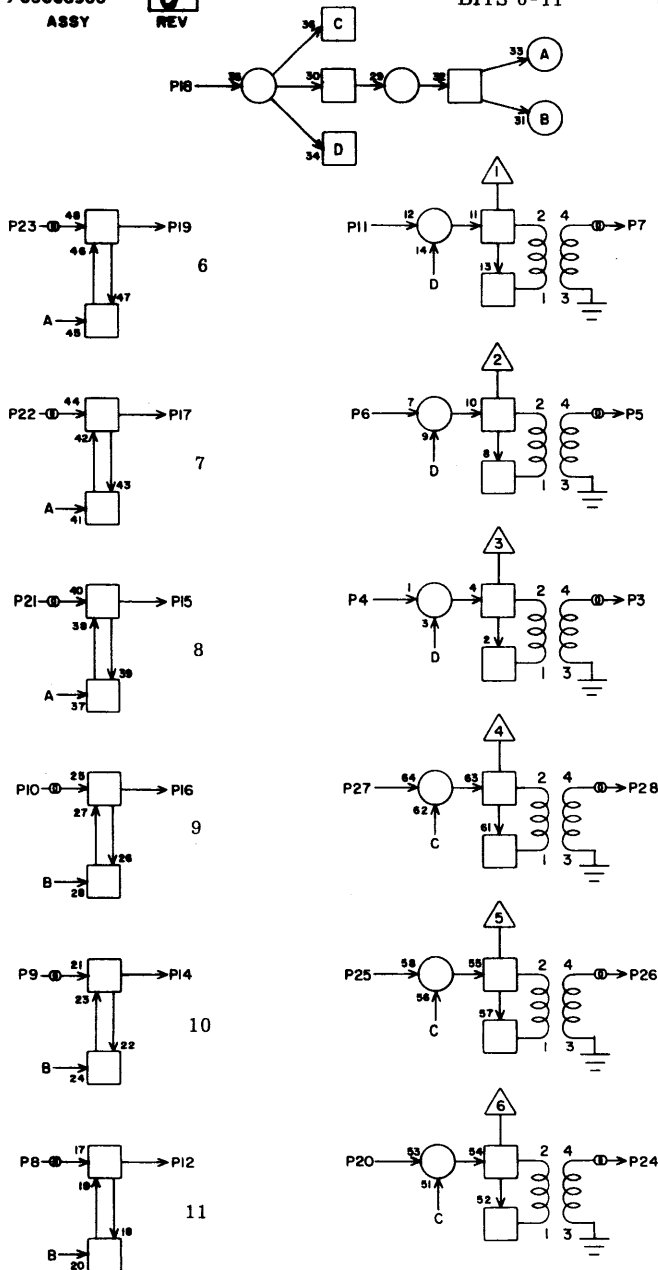 BITS 6-11
ASSY REV
36 C
33 A
P18 28 30 29 32
31 B
34 D
1
P23 48 P19
46 6
47
A 45
P11 12 11 2 4 P7
14 13
D 1 3
2
P22 44 P17
42 7
43
A 41
P6 7 10 2 4 P5
9 8
D 1 3
3
P21 40 P15
38 8
39
A 37
P4 1 4 2 4 P3
3 2
D 1 3
4
P10 25 P16
27 9
26
B 28
P27 64 63 2 4 P28
62 61
C 1 3
5
P9 21 P14
23 10
22
B 24
P25 58 55 2 4 P26
56 57
C 1 3
6
P8 17 P12
19 11
18
B 20
P20 53 54 2 4 P24
51 52
C 1 3